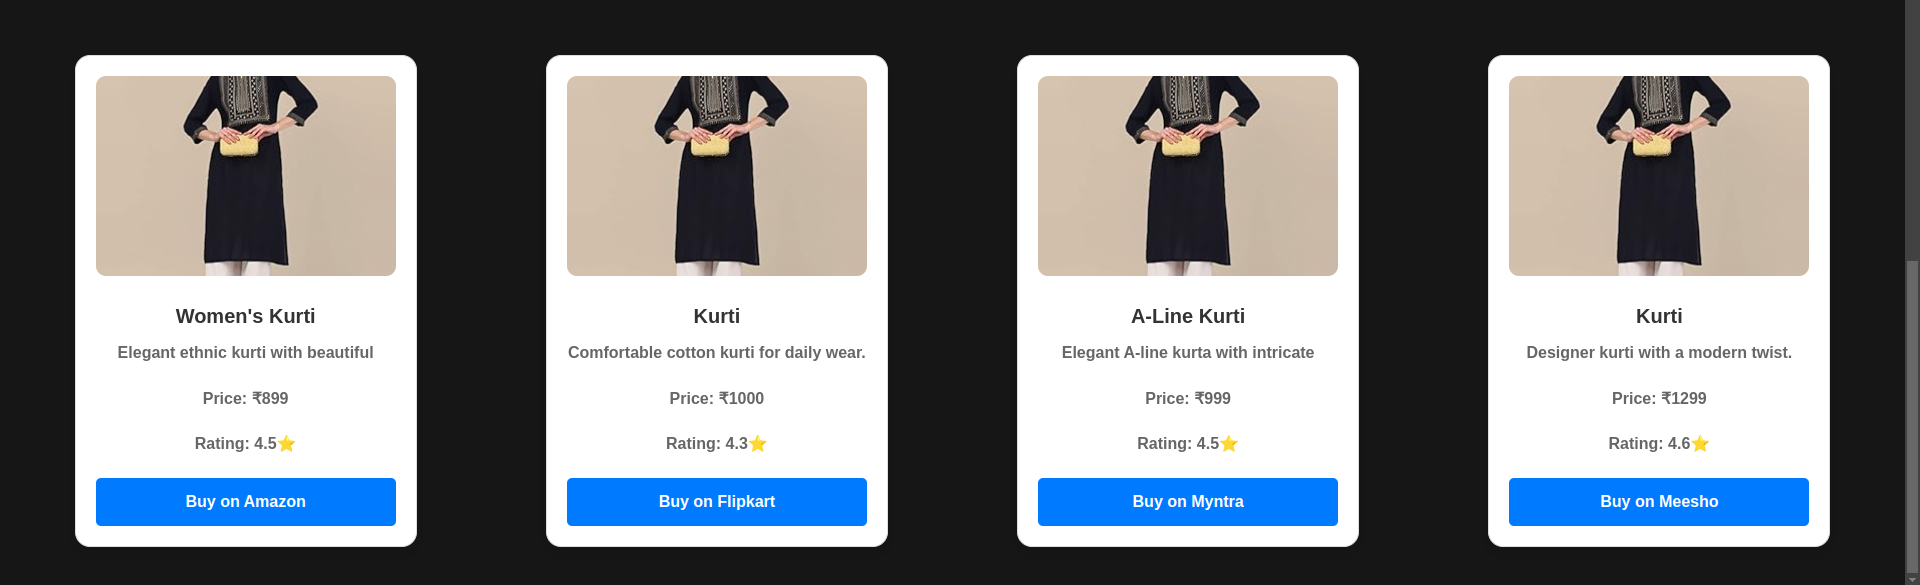 Women's Kurti
Elegant ethnic kurti with beautiful
Price: ₹899
Rating: 4.5⭐
Buy on Amazon
Kurti
Comfortable cotton kurti for daily wear.
Price: ₹1000
Rating: 4.3⭐
Buy on Flipkart
A-Line Kurti
Elegant A-line kurta with intricate
Price: ₹999
Rating: 4.5⭐
Buy on Myntra
Kurti
Designer kurti with a modern twist.
Price: ₹1299
Rating: 4.6⭐
Buy on Meesho